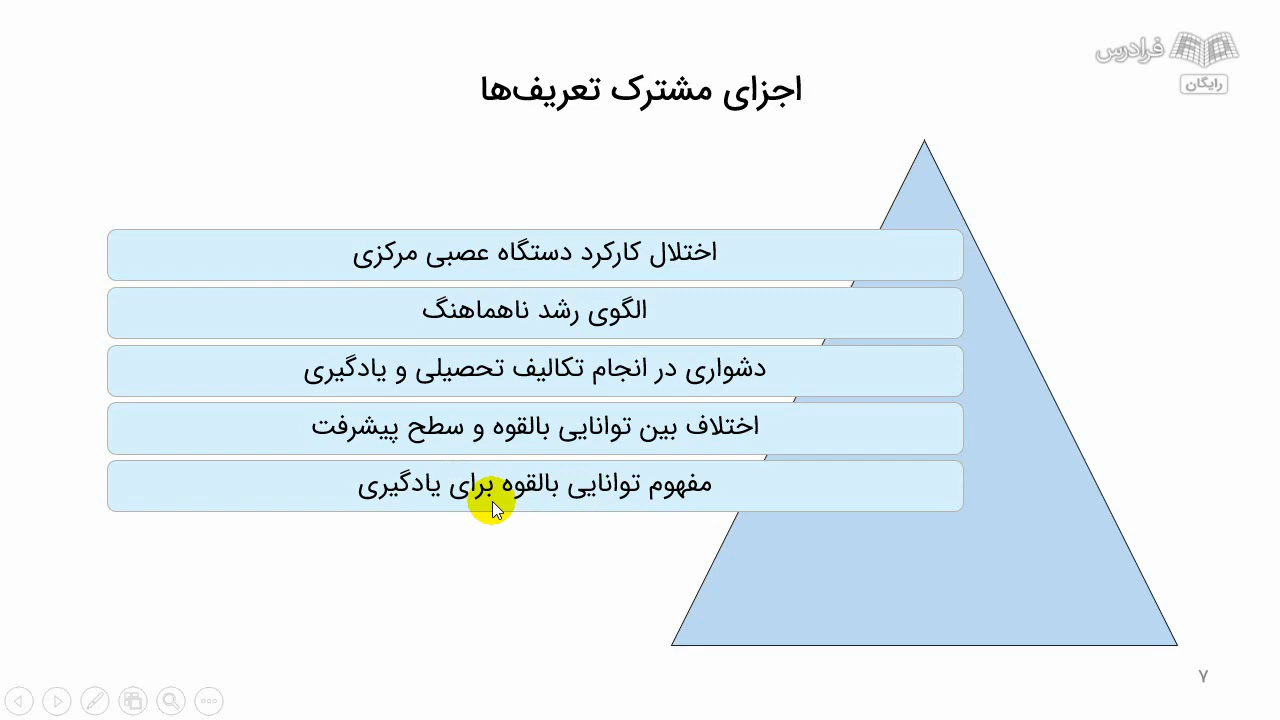 فرادرس
رایگان
اجزای مشترک تعریف‌ها
اختلال کارکرد دستگاه عصبی مرکزی
الگوی رشد ناهماهنگ
دشواری در انجام تکالیف تحصیلی و یادگیری
اختلاف بین توانایی بالقوه و سطح پیشرفت
مفهوم توانایی بالقوه برای یادگیری
۷